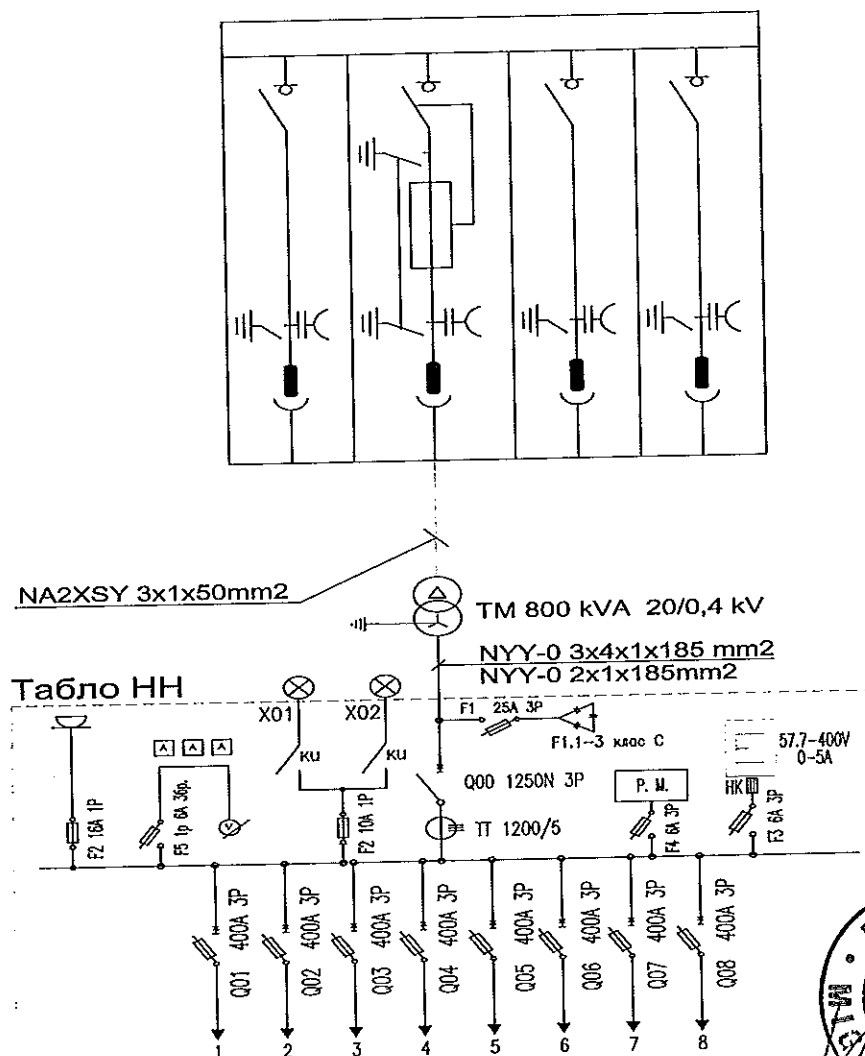 NA2XSY 3x1x50mm2
TM 800 kVA 20/0,4 kV
NYY-0 3x4x1x185 mm2
NYY-0 2x1x185mm2
Табло НН
X01
X02
F1
25A 3P
F1.1-3 клас С
A
A
A
V
ки
ки
Q00 1250N 3P
ТТ 1200/5
P. M.
57.7-400V
0-5A
НК
F2 16A 1P
F5 1p 6A 3бр.
F2 10A 1P
F4 6A 3P
F3 6A 3P
Q01 400A 3P
Q02 400A 3P
Q03 400A 3P
Q04 400A 3P
Q05 400A 3P
Q06 400A 3P
Q07 400A 3P
Q08 400A 3P
1
2
3
4
5
6
7
8